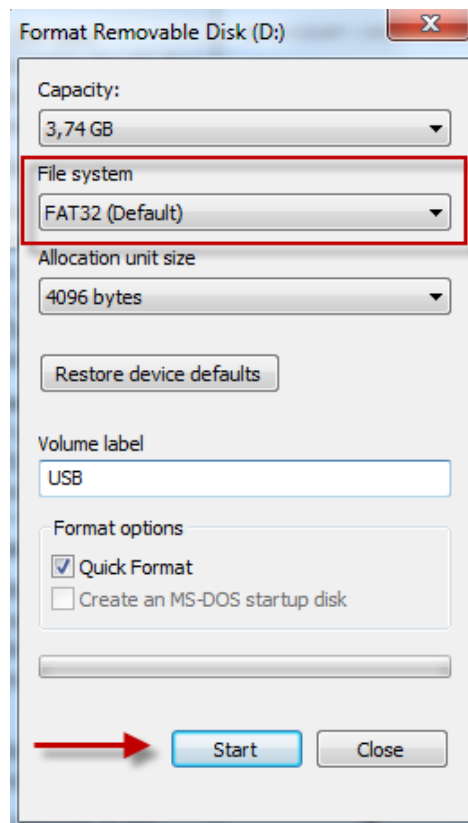 Format Removable Disk (D:)
Capacity:
3,74 GB
File system
FAT32 (Default)
Allocation unit size
4096 bytes
Restore device defaults
Volume label
USB
Format options
Quick Format
Create an MS-DOS startup disk
Start
Close